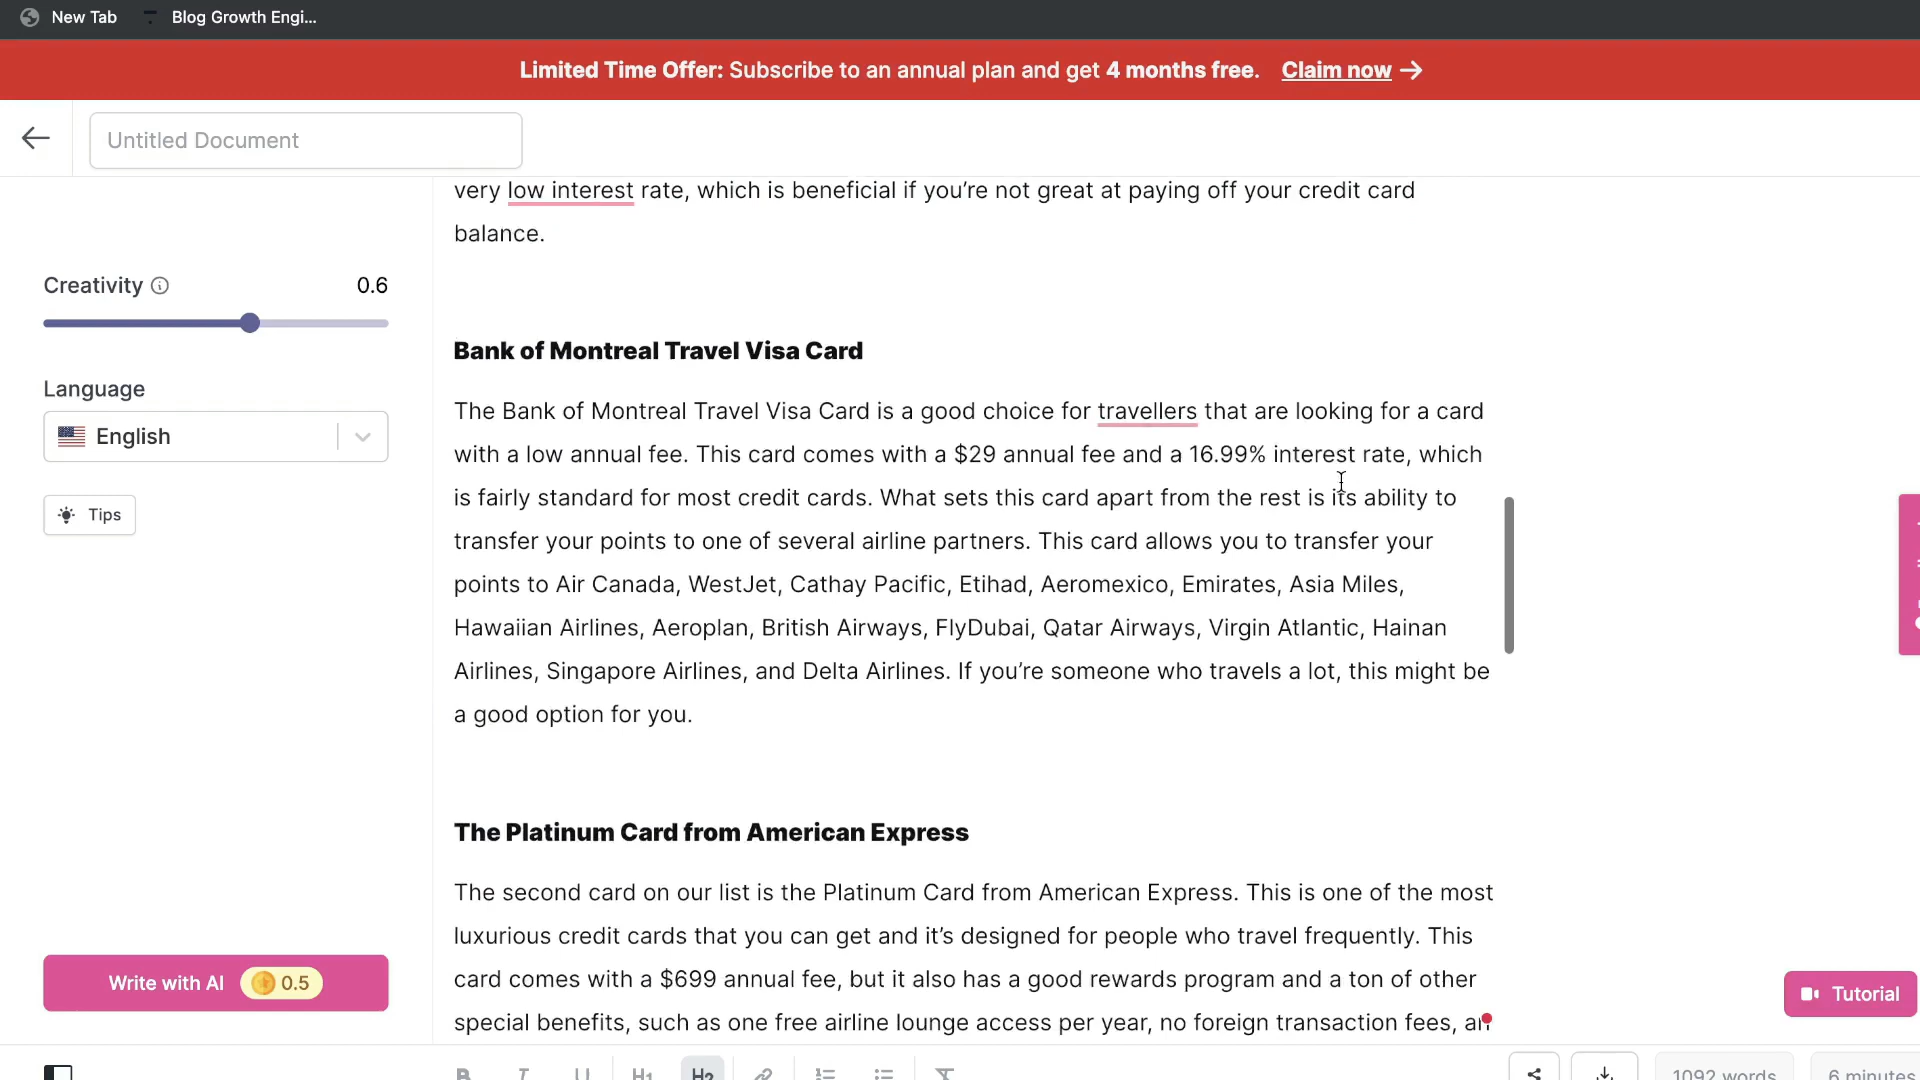 New Tab
Blog Growth Engi...
Limited Time Offer: Subscribe to an annual plan and get 4 months free. Claim now →
Untitled Document
very low interest rate, which is beneficial if you’re not great at paying off your credit card
balance.
Creativity 0.6
Bank of Montreal Travel Visa Card
Language
English
The Bank of Montreal Travel Visa Card is a good choice for travellers that are looking for a card
with a low annual fee. This card comes with a $29 annual fee and a 16.99% interest rate, which
is fairly standard for most credit cards. What sets this card apart from the rest is its ability to
Tips
transfer your points to one of several airline partners. This card allows you to transfer your
points to Air Canada, WestJet, Cathay Pacific, Etihad, Aeromexico, Emirates, Asia Miles,
Hawaiian Airlines, Aeroplan, British Airways, FlyDubai, Qatar Airways, Virgin Atlantic, Hainan
Airlines, Singapore Airlines, and Delta Airlines. If you’re someone who travels a lot, this might be
a good option for you.
The Platinum Card from American Express
The second card on our list is the Platinum Card from American Express. This is one of the most
luxurious credit cards that you can get and it’s designed for people who travel frequently. This
card comes with a $699 annual fee, but it also has a good rewards program and a ton of other
special benefits, such as one free airline lounge access per year, no foreign transaction fees,
Write with AI 0.5
Tutorial
B I U H1 H2
1092 words
6 minutes